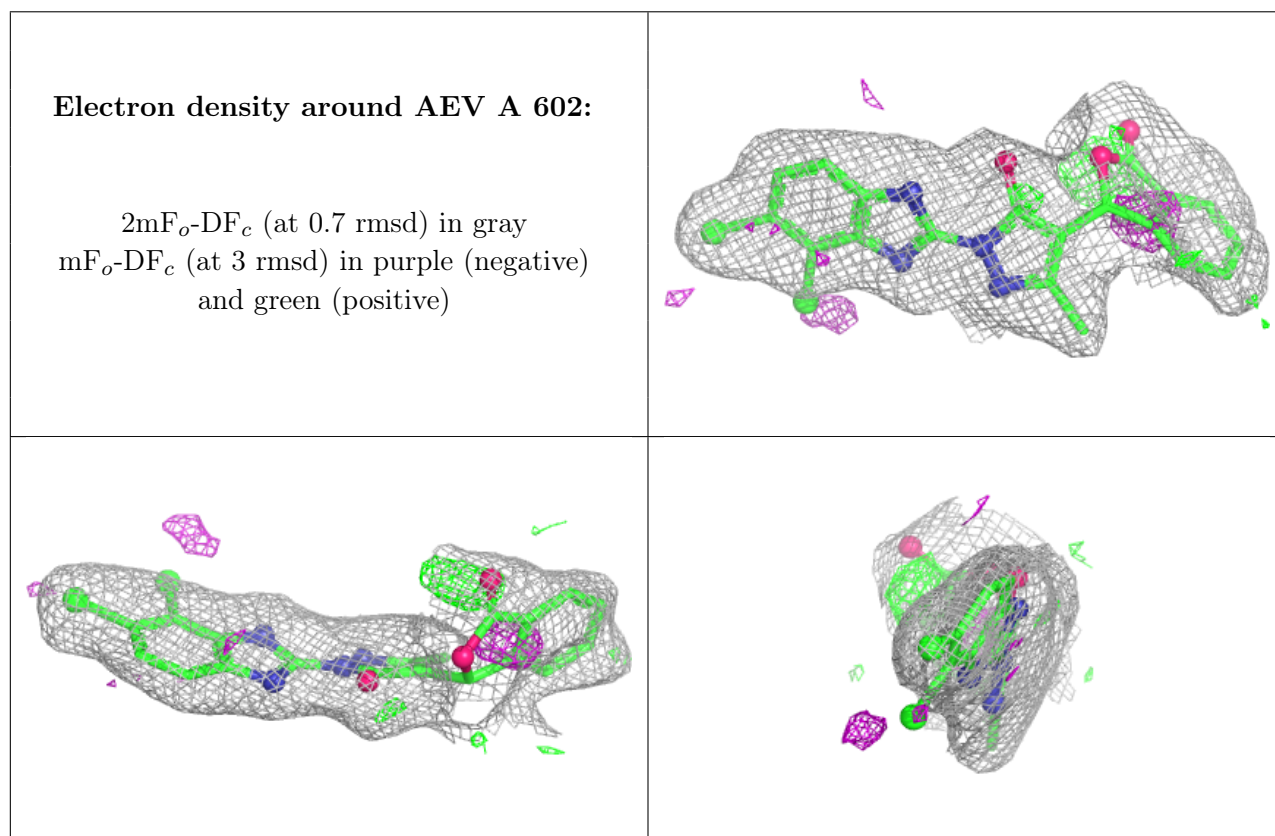 Electron density around AEV A 602:
2mFo-DFc (at 0.7 rmsd) in gray
mFo-DFc (at 3 rmsd) in purple (negative)
and green (positive)